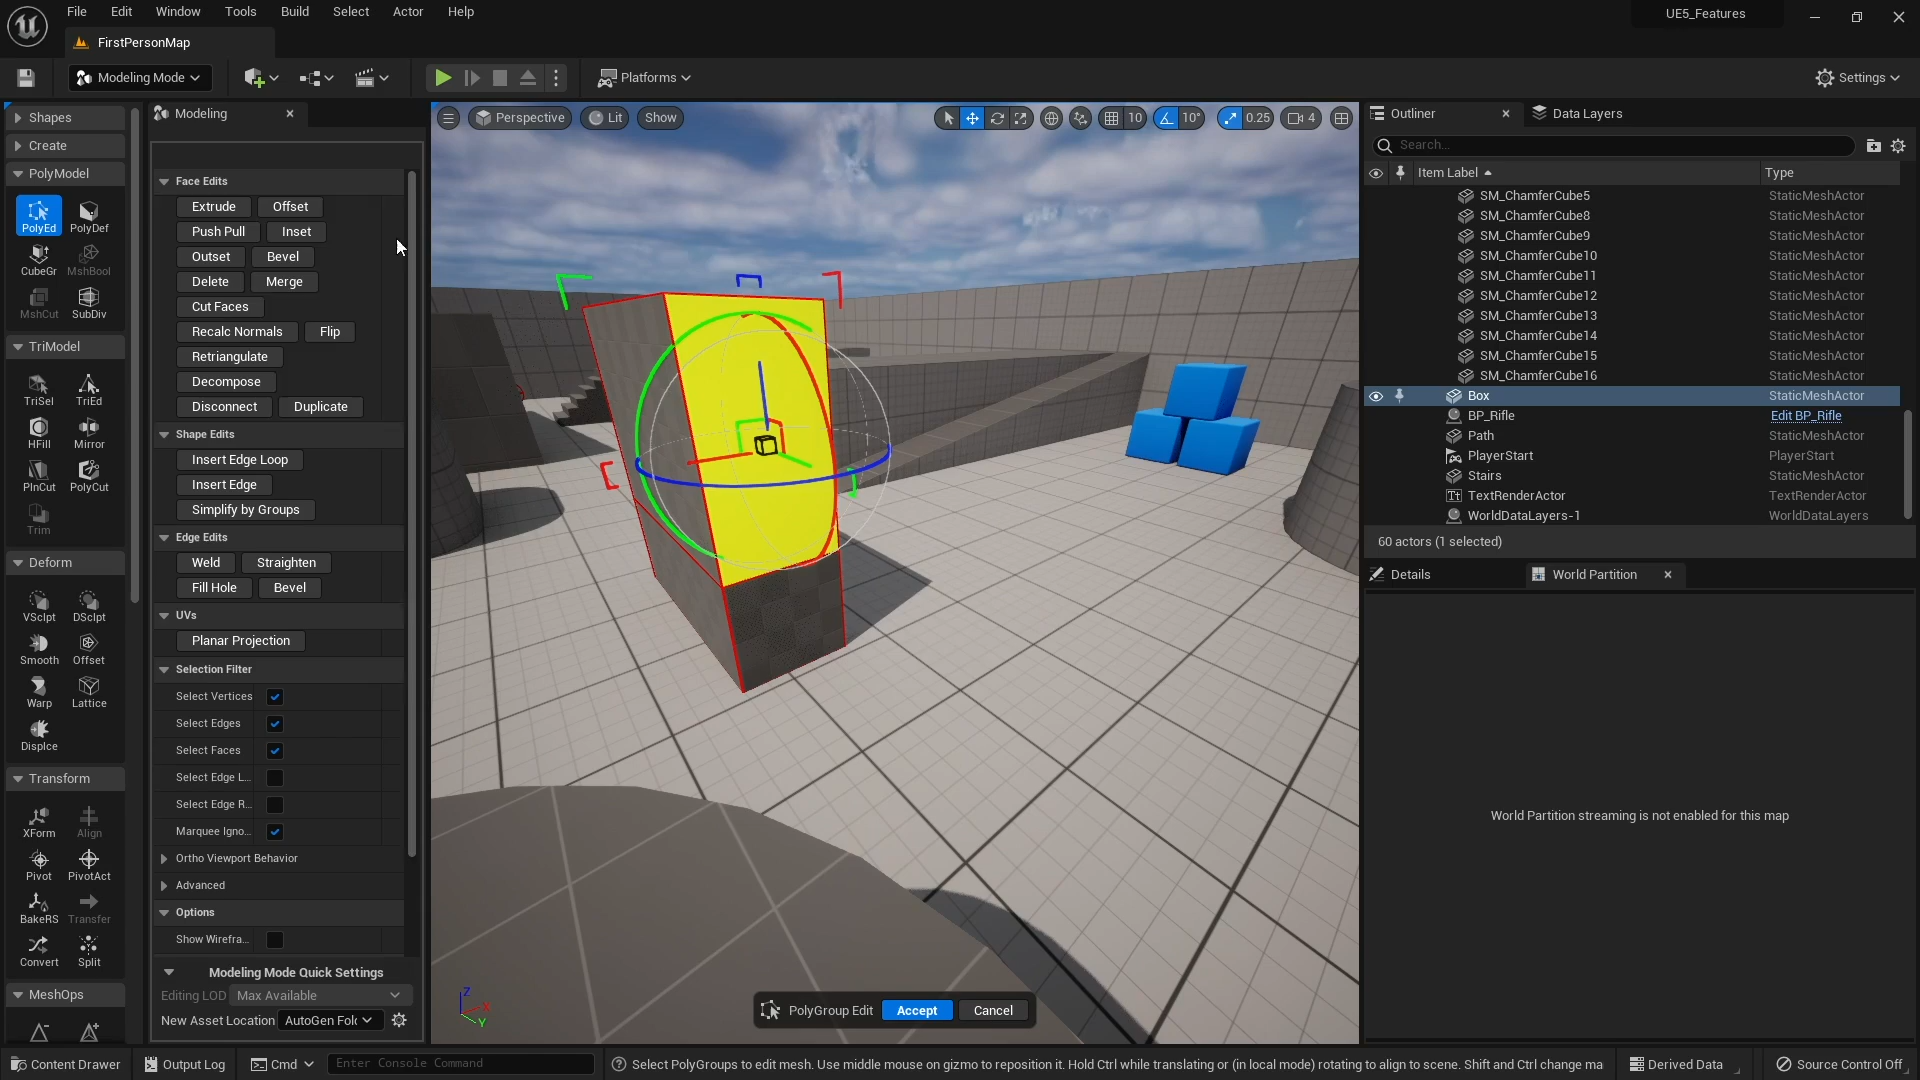 File Edit Window Tools Build Select Actor Help
UE5_Features
FirstPersonMap
Modeling Mode
Platforms
Settings
Shapes
Create
PolyModel
PolyEd PolyDef
CubeGr MshBool
MshCut SubDiv
TriModel
TriSel TriEd
HFill Mirror
PlnCut PolyCut
Trim
Deform
VSclpt DSclpt
Smooth Offset
Warp Lattice
Displce
Transform
XForm Align
Pivot PivotAct
BakeRS Transfer
Convert Split
MeshOps
Modeling
Face Edits
Extrude Offset
Push Pull Inset
Outset Bevel
Delete Merge
Cut Faces
Recalc Normals Flip
Retriangulate
Decompose
Disconnect Duplicate
Shape Edits
Insert Edge Loop
Insert Edge
Simplify by Groups
Edge Edits
Weld Straighten
Fill Hole Bevel
UVs
Planar Projection
Selection Filter
Select Vertices
Select Edges
Select Faces
Select Edge L...
Select Edge R...
Marquee Igno...
Ortho Viewport Behavior
Advanced
Options
Show Wirefra...
Modeling Mode Quick Settings
Editing LOD Max Available
New Asset Location AutoGen Fol
Perspective Lit Show 10 10° 0.25 4
Z
X
Y
PolyGroup Edit Accept Cancel
Outliner Data Layers
Search...
Item Label Type
SM_ChamferCube5 StaticMeshActor
SM_ChamferCube8 StaticMeshActor
SM_ChamferCube9 StaticMeshActor
SM_ChamferCube10 StaticMeshActor
SM_ChamferCube11 StaticMeshActor
SM_ChamferCube12 StaticMeshActor
SM_ChamferCube13 StaticMeshActor
SM_ChamferCube14 StaticMeshActor
SM_ChamferCube15 StaticMeshActor
SM_ChamferCube16 StaticMeshActor
Box StaticMeshActor
BP_Rifle Edit BP_Rifle
Path StaticMeshActor
PlayerStart PlayerStart
Stairs StaticMeshActor
TextRenderActor TextRenderActor
WorldDataLayers-1 WorldDataLayers
60 actors (1 selected)
Details World Partition
World Partition streaming is not enabled for this map
Content Drawer Output Log Cmd Enter Console Command Select PolyGroups to edit mesh. Use middle mouse on gizmo to reposition it. Hold Ctrl while translating or (in local mode) rotating to align to scene. Shift and Ctrl change ma Derived Data Source Control Off